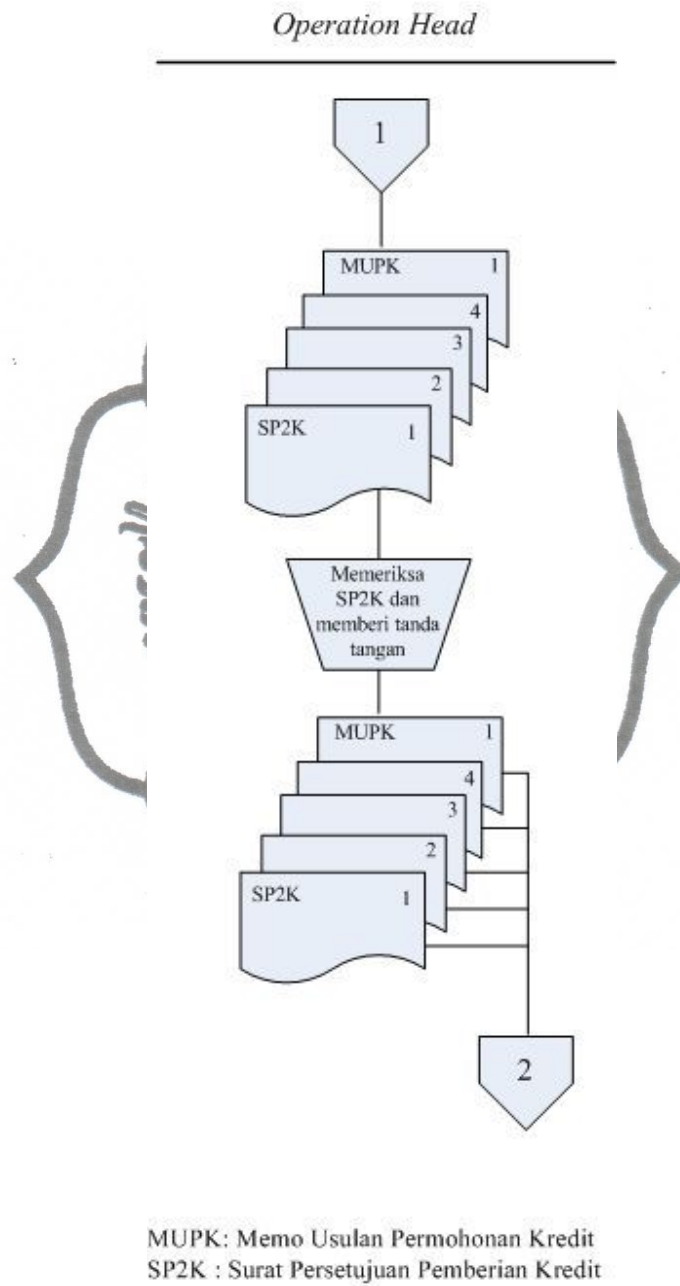 Operation Head
1
MUPK 1
4
3
2
SP2K 1
Memeriksa
SP2K dan
memberi tanda
tangan
MUPK 1
4
3
2
SP2K 1
2
MUPK: Memo Usulan Permohonan Kredit
SP2K : Surat Persetujuan Pemberian Kredit